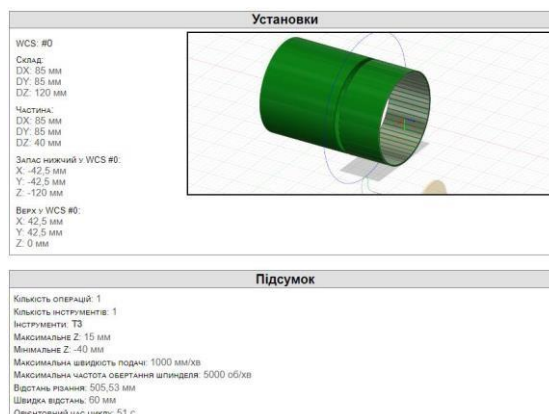 Установки
WCS: #0
Склад:
DX: 85 мм
DY: 85 мм
DZ: 120 мм
Частина:
DX: 85 мм
DY: 85 мм
DZ: 40 мм
Запас нижчий у WCS #0:
X: -42,5 мм
Y: -42,5 мм
Z: -120 мм
Верх у WCS #0:
X: 42,5 мм
Y: 42,5 мм
Z: 0 мм
Підсумок
Кількість операцій: 1
Кількість інструментів: 1
Інструменти: T3
Максимальне Z: 15 мм
Мінімальне Z: -40 мм
Максимальна швидкість подачі: 1000 мм/хв
Максимальна частота обертання шпинделя: 5000 об/хв
Відстань різання: 505,53 мм
Швидка відстань: 60 мм
Орієнтовний час циклу: 51 с